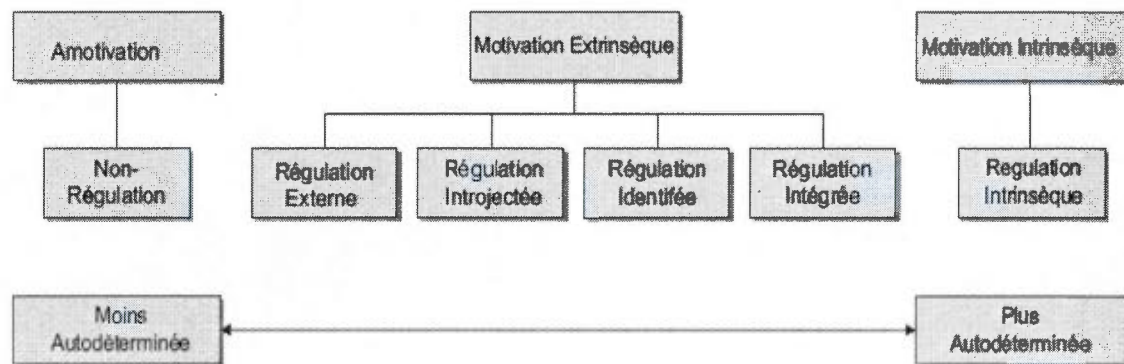 Amotivation
Motivation Extrinsèque
Motivation Intrinsèque
Non-
Régulation
Régulation
Externe
Régulation
Introjectée
Régulation
Identifée
Régulation
Intégrée
Regulation
Intrinsèque
Moins
Autodéterminée
Plus
Autodéterminée